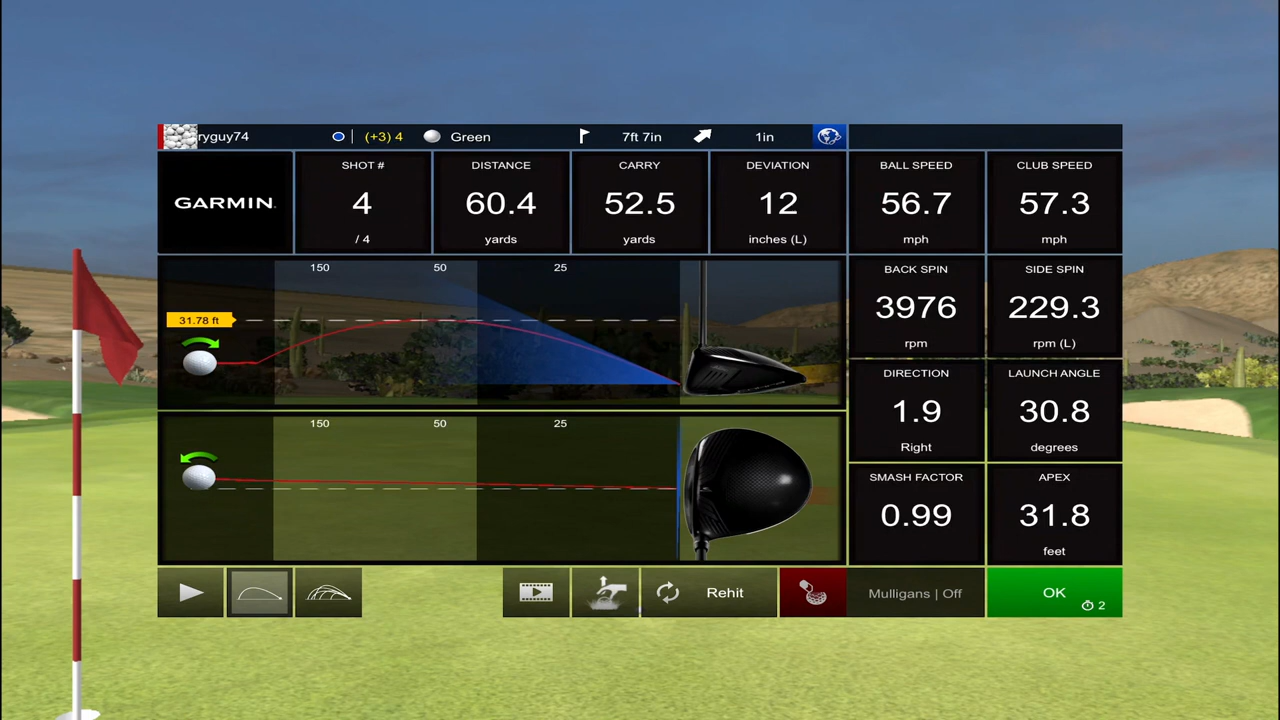 ryguy74 (+3) 4 Green 7ft 7in 1in
GARMIN
SHOT #
4
/ 4
DISTANCE
60.4
yards
CARRY
52.5
yards
DEVIATION
12
inches (L)
BALL SPEED
56.7
mph
CLUB SPEED
57.3
mph
150 50 25
31.78 ft
BACK SPIN
3976
rpm
SIDE SPIN
229.3
rpm (L)
DIRECTION
1.9
Right
LAUNCH ANGLE
30.8
degrees
150 50 25
SMASH FACTOR
0.99
APEX
31.8
feet
Rehit
Mulligans | Off
OK
2